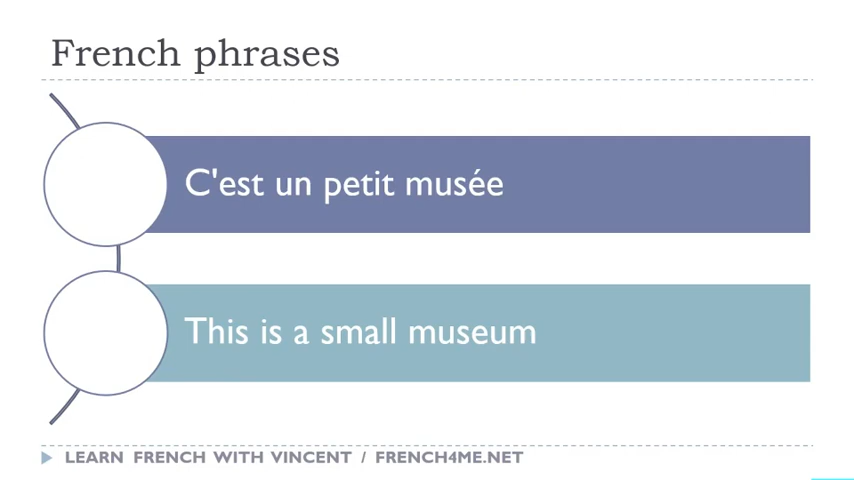 French phrases
C'est un petit musée
This is a small museum
LEARN FRENCH WITH VINCENT / FRENCH4ME.NET